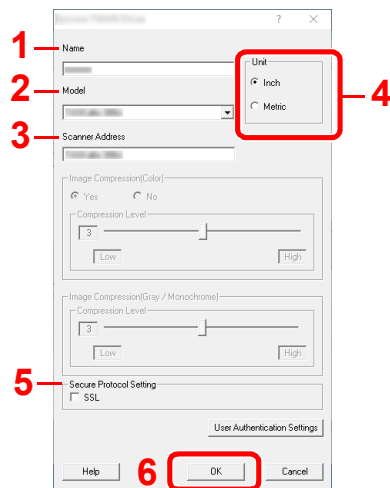 ? ×
1 Name
Unit
Inch
4
2 Model
Metric
3 Scanner Address
Image Compression(Color)
Yes No
Compression Level
3
Low High
Image Compression(Gray / Monochrome)
Compression Level
3
Low High
5 Secure Protocol Setting
SSL
User Authentication Settings
Help 6 OK Cancel